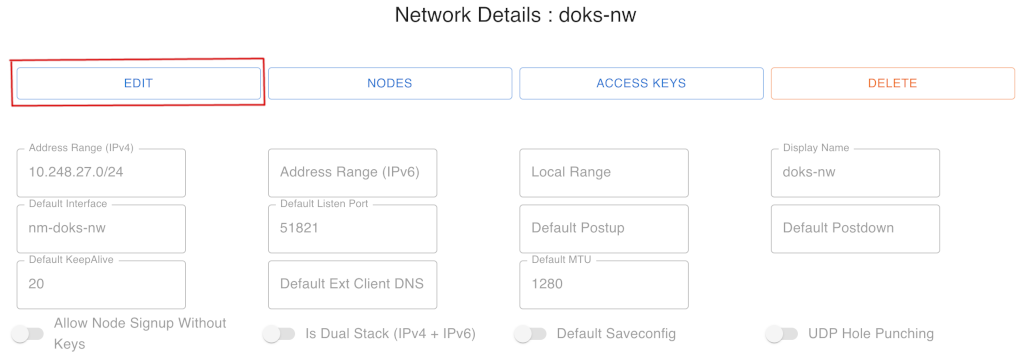 Network Details : doks-nw
EDIT NODES ACCESS KEYS DELETE
Address Range (IPv4) Display Name
10.248.27.0/24 Address Range (IPv6) Local Range doks-nw
Default Interface Default Listen Port
nm-doks-nw 51821 Default Postup Default Postdown
Default KeepAlive Default MTU
20 Default Ext Client DNS 1280
Allow Node Signup Without
Keys Is Dual Stack (IPv4 + IPv6) Default Saveconfig UDP Hole Punching